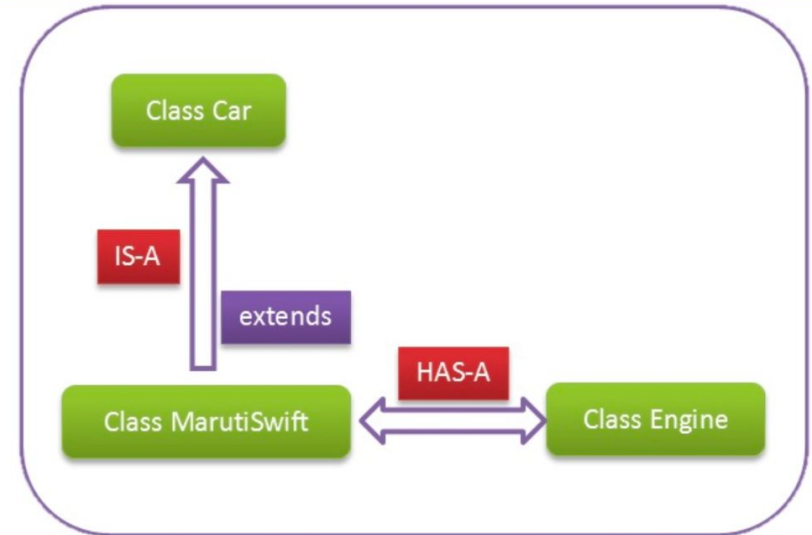 Class Car
IS-A
extends
HAS-A
Class MarutiSwift
Class Engine